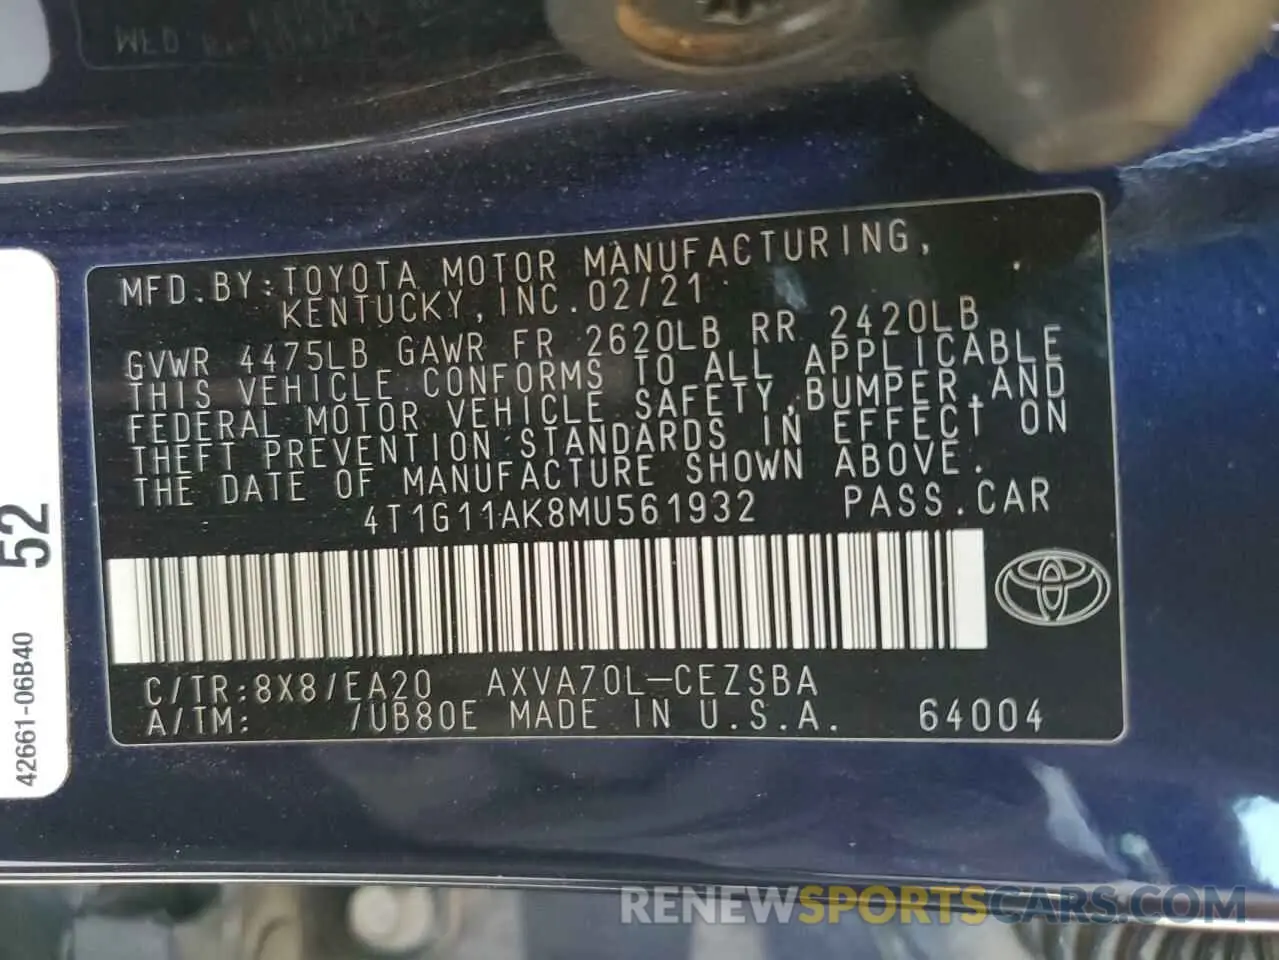 MFD.BY:TOYOTA MOTOR MANUFACTURING,
KENTUCKY,INC.02/21
GVWR 4475LB GAWR FR 2620LB RR 2420LB
THIS VEHICLE CONFORMS TO ALL APPLICABLE
FEDERAL MOTOR VEHICLE SAFETY,BUMPER,AND
THEFT PREVENTION STANDARDS IN EFFECT ON
THE DATE OF MANUFACTURE SHOWN ABOVE.
4T1G11AK8MU561932 PASS.CAR
C/TR:8X8/EA20 AXVA70L-CEZSBA
A/TM: /UB80E MADE IN U.S.A. 64004
42661-06B40
52
RENEWSPORTSCARS.COM